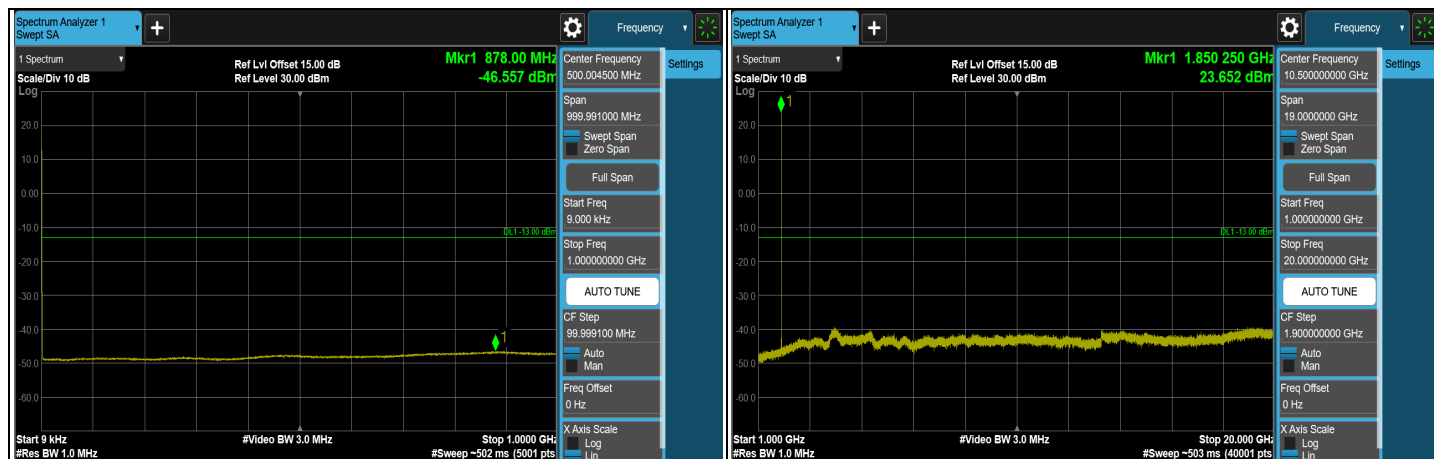 Spectrum Analyzer 1
Swept SA
+
Frequency
1 Spectrum
Scale/Div 10 dB
Log
Ref Lvl Offset 15.00 dB
Ref Level 30.00 dBm
Mkr1 878.00 MHz
-46.557 dBm
1
20.0
10.0
0.00
-10.0
-20.0
-30.0
-40.0
-50.0
-60.0
DL1 -13.00 dBm
Start 9 kHz
#Res BW 1.0 MHz
#Video BW 3.0 MHz
Stop 1.0000 GHz
#Sweep ~502 ms (5001 pts)
Center Frequency
500.004500 MHz
Settings
Span
999.991000 MHz
Swept Span
Zero Span
Full Span
Start Freq
9.000 kHz
Stop Freq
1.000000000 GHz
AUTO TUNE
CF Step
99.999100 MHz
Auto
Man
Freq Offset
0 Hz
X Axis Scale
Log
Lin
Spectrum Analyzer 1
Swept SA
+
Frequency
1 Spectrum
Scale/Div 10 dB
Log
Ref Lvl Offset 15.00 dB
Ref Level 30.00 dBm
Mkr1 1.850 250 GHz
23.652 dBm
1
20.0
10.0
0.00
-10.0
-20.0
-30.0
-40.0
-50.0
-60.0
DL1 -13.00 dBm
Start 1.000 GHz
#Res BW 1.0 MHz
#Video BW 3.0 MHz
Stop 20.000 GHz
#Sweep ~503 ms (40001 pts)
Center Frequency
10.500000000 GHz
Settings
Span
19.0000000 GHz
Swept Span
Zero Span
Full Span
Start Freq
1.000000000 GHz
Stop Freq
20.000000000 GHz
AUTO TUNE
CF Step
1.900000000 GHz
Auto
Man
Freq Offset
0 Hz
X Axis Scale
Log
Lin